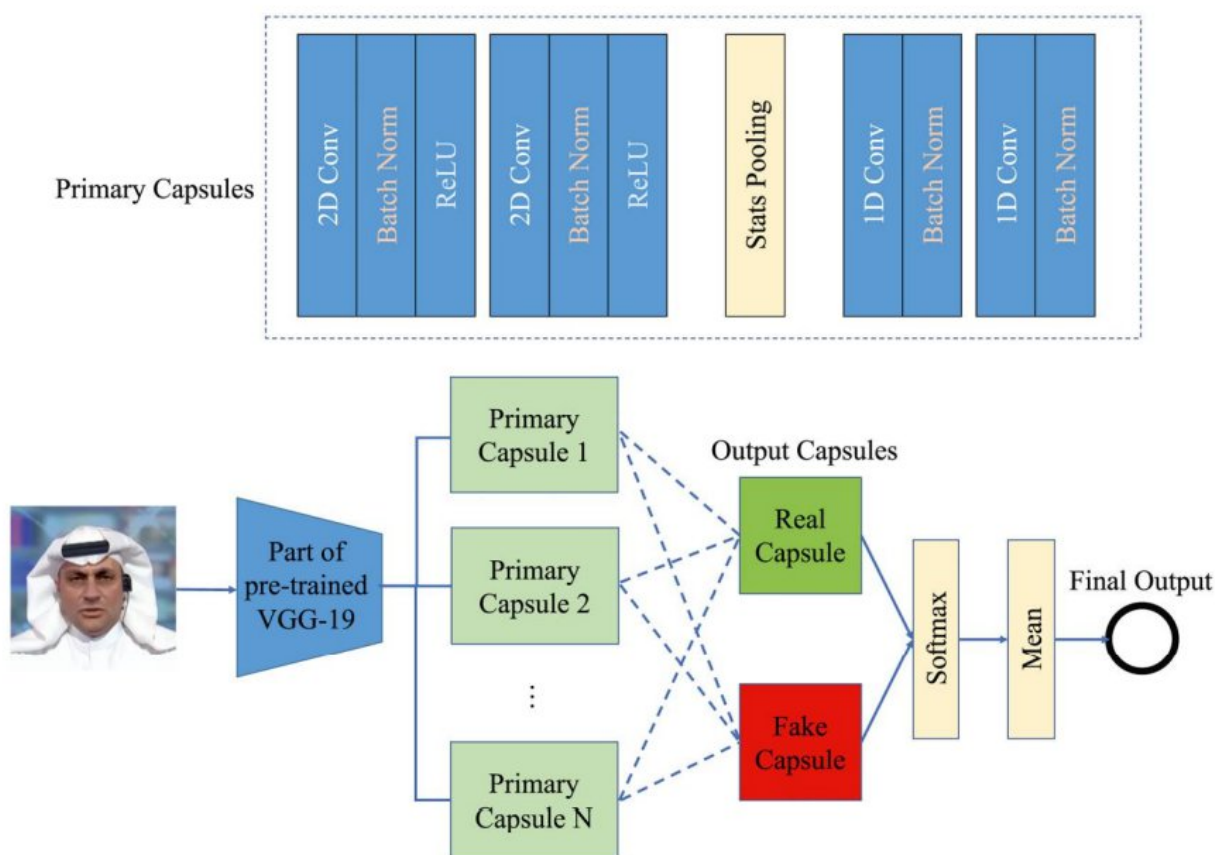 Primary Capsules
2D Conv
Batch Norm
ReLU
2D Conv
Batch Norm
ReLU
Stats Pooling
1D Conv
Batch Norm
1D Conv
Batch Norm
Part of
pre-trained
VGG-19
Primary
Capsule 1
Primary
Capsule 2
⋮
Primary
Capsule N
Output Capsules
Real
Capsule
Fake
Capsule
Softmax
Mean
Final Output